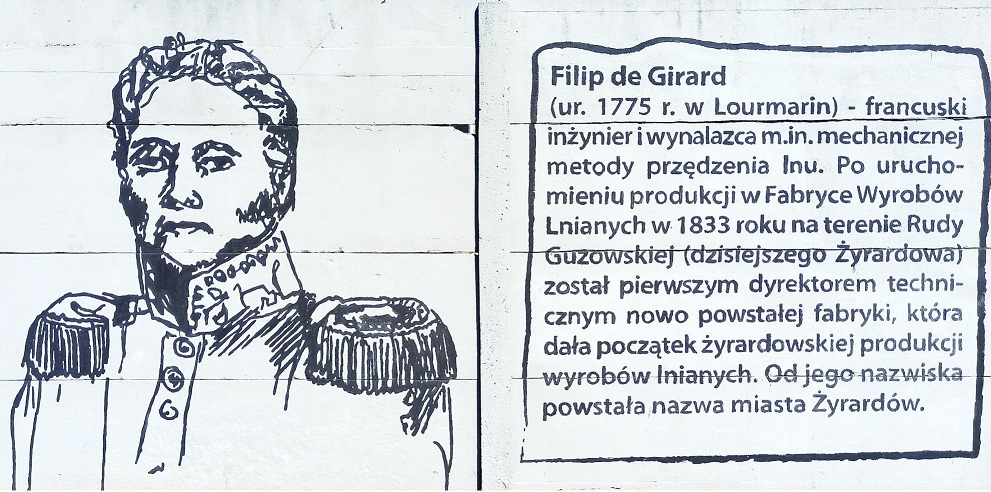 Filip de Girard
(ur. 1775 r. w Lourmarin) - francuski
inżynier i wynalazca m.in. mechanicznej
metody przędzenia lnu. Po urucho-
mieniu produkcji w Fabryce Wyrobów
Lnianych w 1833 roku na terenie Rudy
Guzowskiej (dzisiejszego Żyrardowa)
został pierwszym dyrektorem techni-
cznym nowo powstałej fabryki, która
dała początek żyrardowskiej produkcji
wyrobów lnianych. Od jego nazwiska
powstała nazwa miasta Żyrardów.